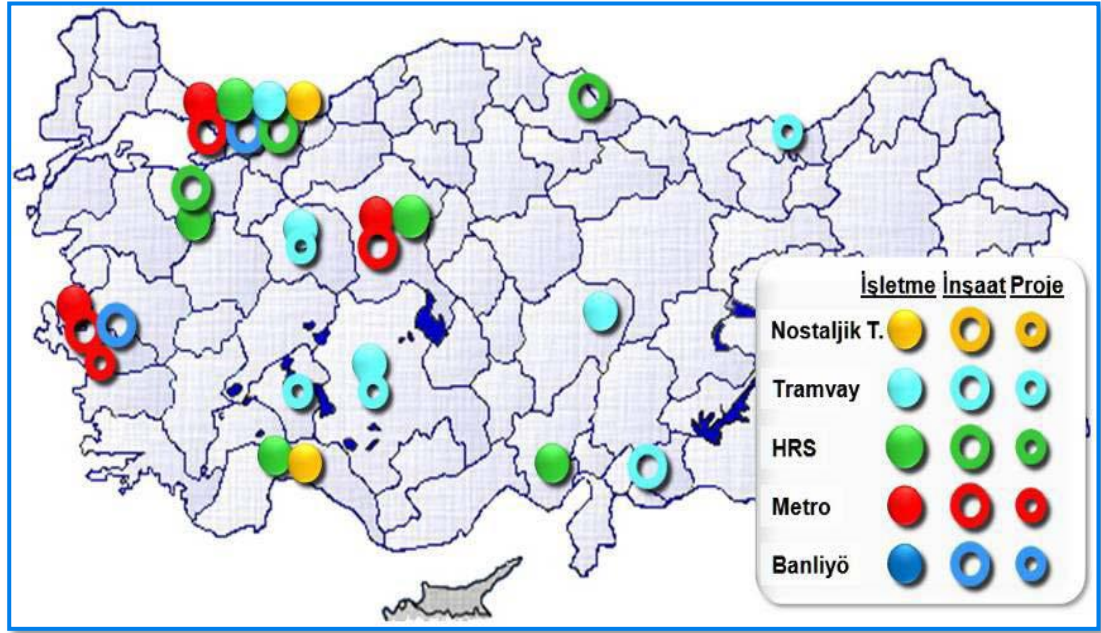 İşletme İnşaat Proje
Nostaljik T.
Tramvay
HRS
Metro
Banliyö